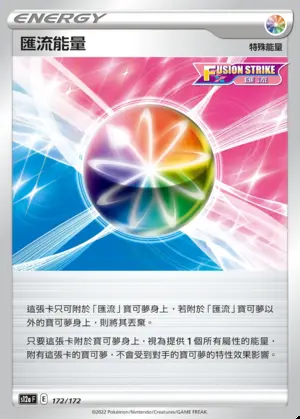 ENERGY
匯流能量
特殊能量
FUSION STRIKE
匯流
這張卡只可附於「匯流」寶可夢身上,若附於「匯流」寶可夢以
外的寶可夢身上,則將其丟棄。
只要這張卡附於寶可夢身上,視為提供1個所有屬性的能量,
附有這張卡的寶可夢,不會受到對手的寶可夢的特性效果影響。
s12a F E 172/172
©2022 Pokémon/Nintendo/Creatures/GAME FREAK.